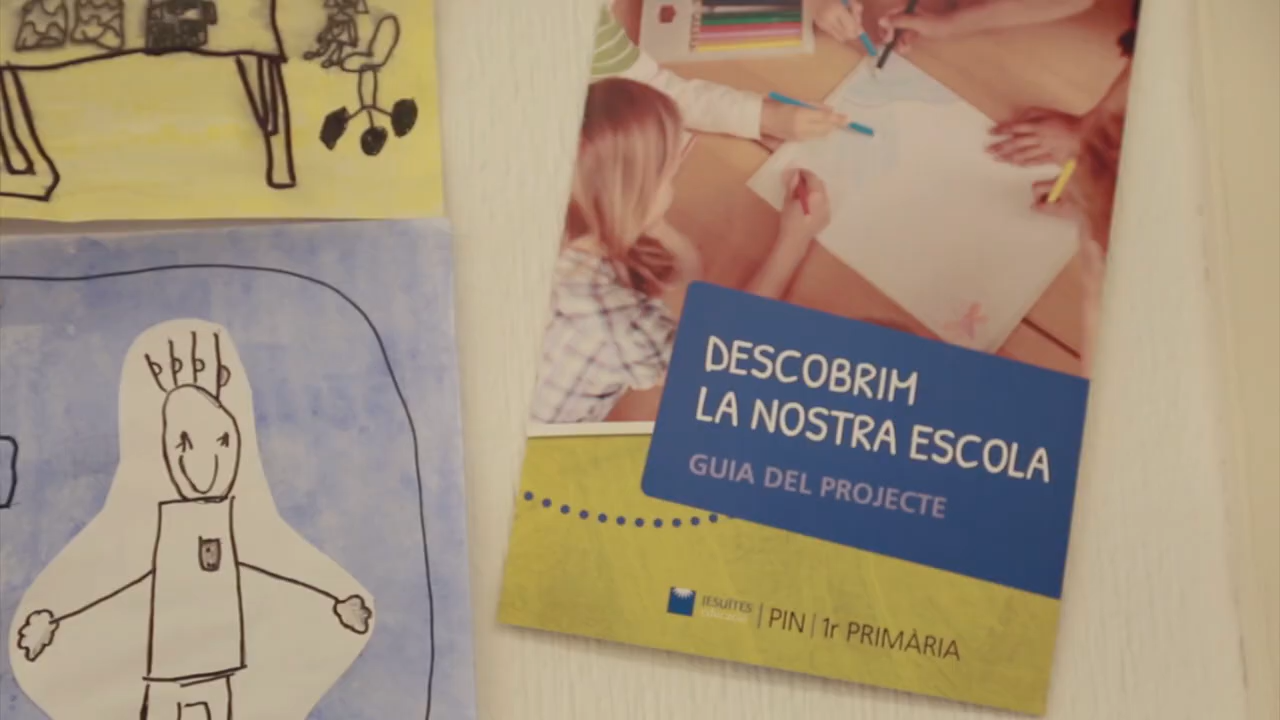 DESCOBRIM
LA NOSTRA ESCOLA
GUIA DEL PROJECTE
JESUÏTES
PIN | 1r PRIMÀRIA